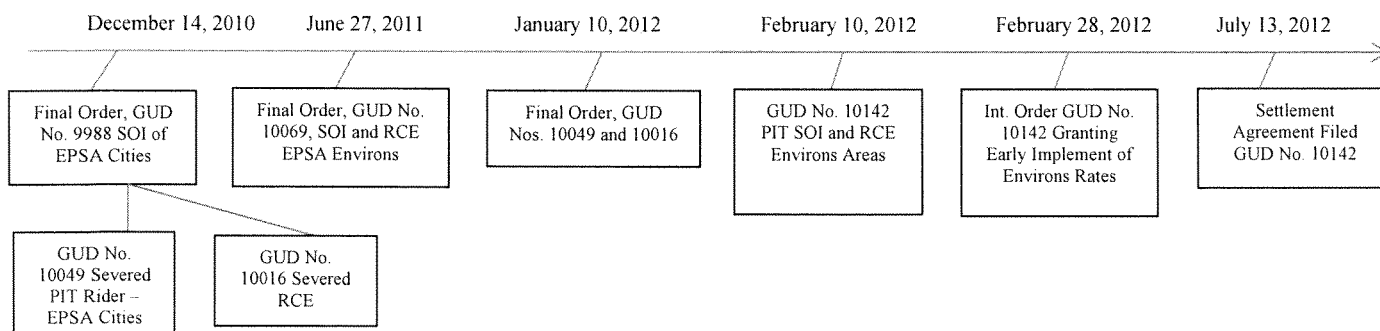 December 14, 2010
June 27, 2011
January 10, 2012
February 10, 2012
February 28, 2012
July 13, 2012
Final Order, GUD
No. 9988 SOI of
EPSA Cities
Final Order, GUD No.
10069, SOI and RCE
EPSA Environs
Final Order, GUD
Nos. 10049 and 10016
GUD No. 10142
PIT SOI and RCE
Environs Areas
Int. Order GUD No.
10142 Granting
Early Implement of
Environs Rates
Settlement
Agreement Filed
GUD No. 10142
GUD No.
10049 Severed
PIT Rider –
EPSA Cities
GUD No.
10016 Severed
RCE